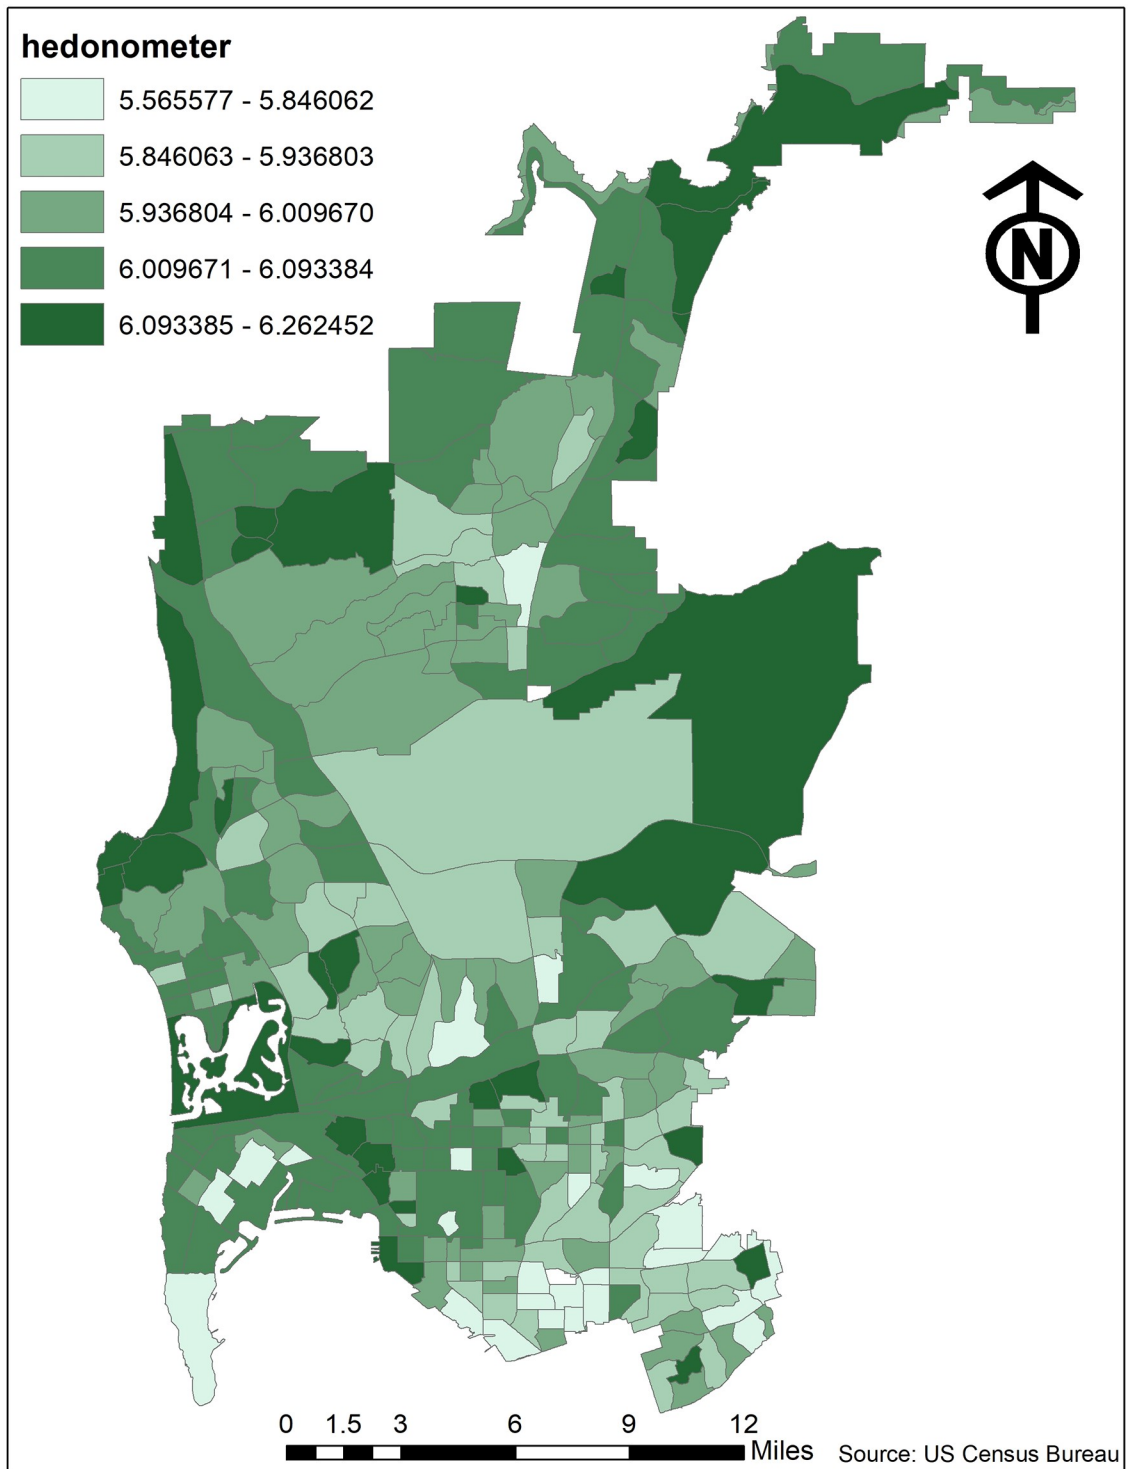 hedonometer
5.565577 - 5.846062
5.846063 - 5.936803
5.936804 - 6.009670
6.009671 - 6.093384
6.093385 - 6.262452
N
0 1.5 3 6 9 12
Miles
Source: US Census Bureau